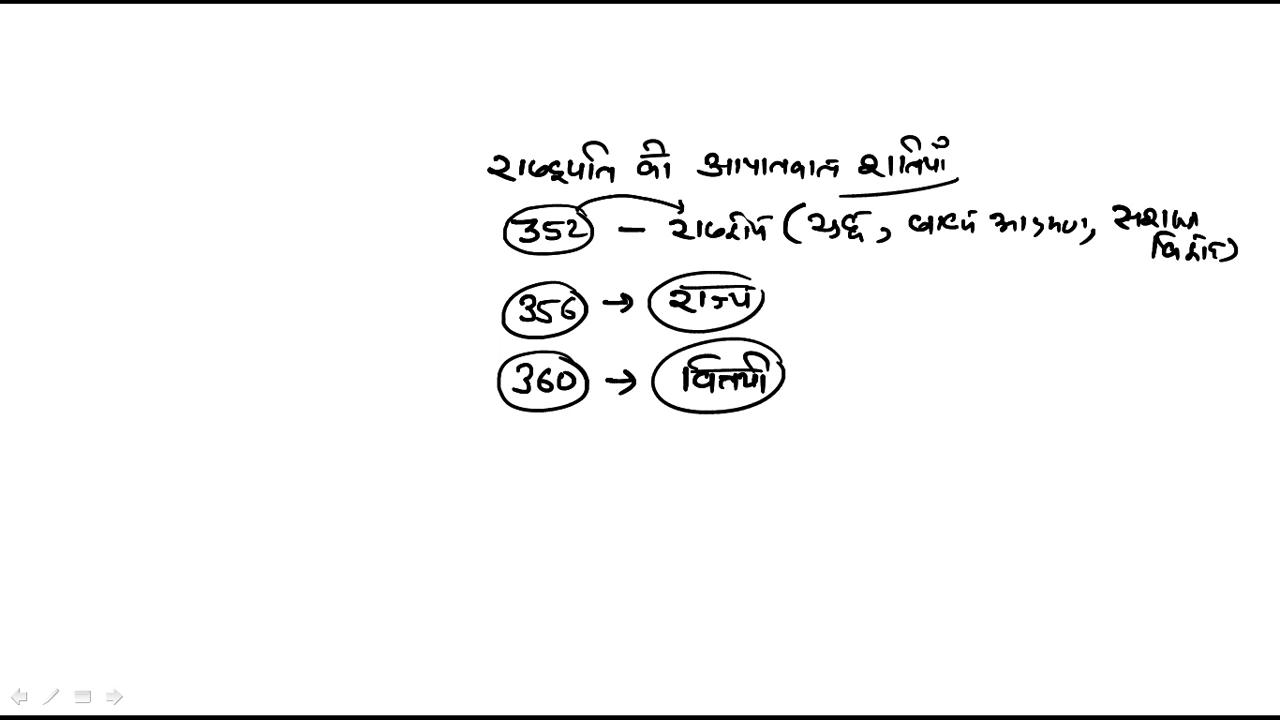 राष्ट्रपति की आपातकाल शक्तियाँ
352 – राष्ट्रीय (युद्ध, बाह्य आक्रमण, सशस्त्र विद्रोह)
356 → राज्य
360 → वित्तीय